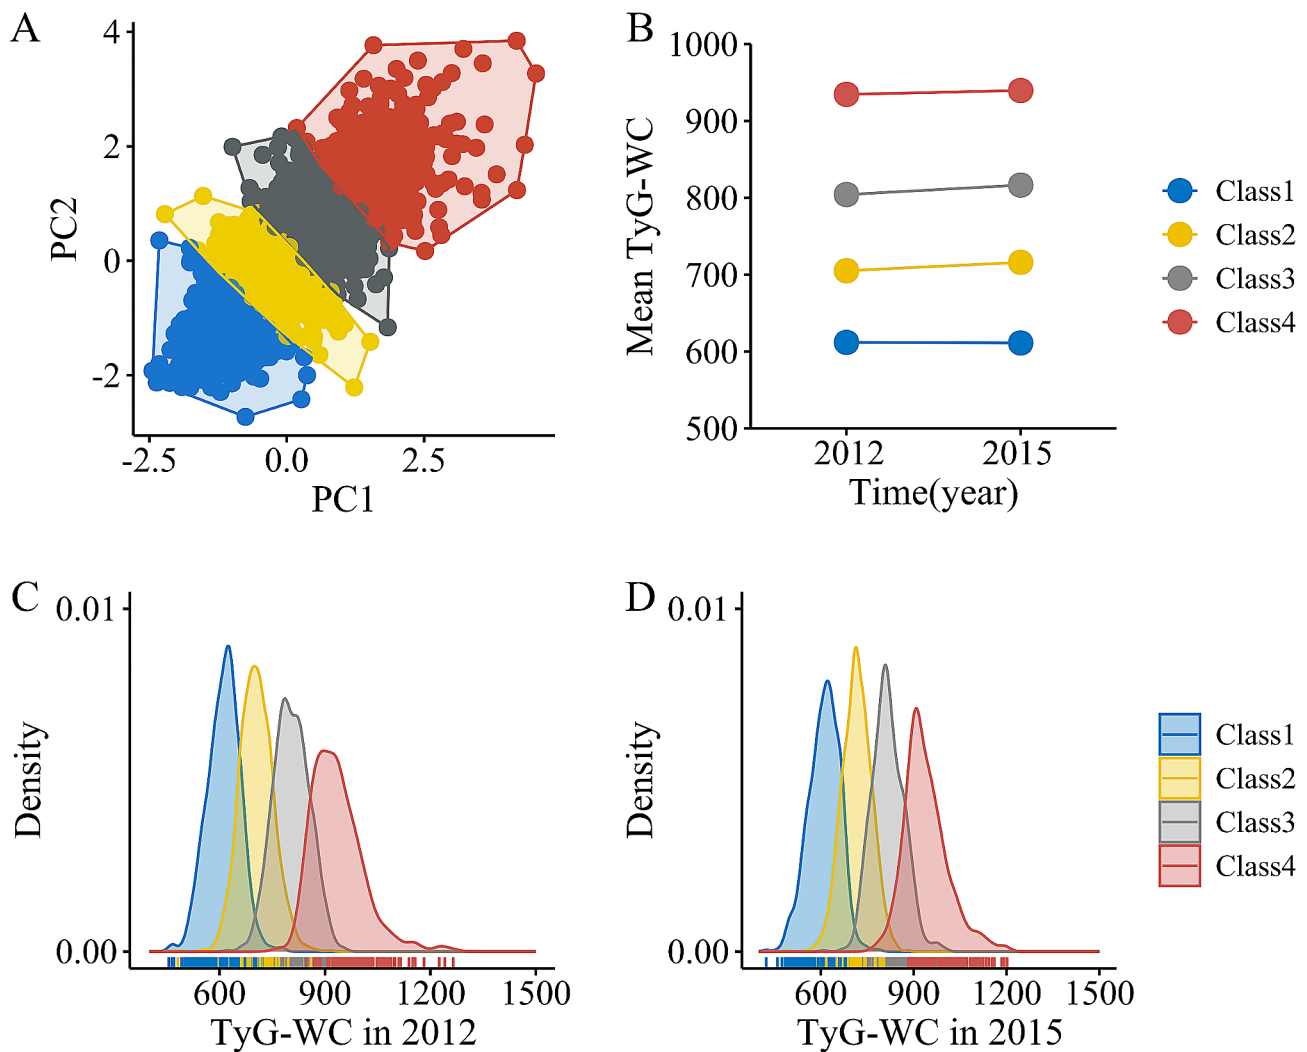 A
4
2
0
-2
PC2
-2.5
0.0
2.5
PC1
B
1000
900
800
700
600
500
Mean TyG-WC
2012
2015
Time(year)
Class1
Class2
Class3
Class4
C
0.01
0.00
Density
600
900
1200
1500
TyG-WC in 2012
D
0.01
0.00
Density
600
900
1200
1500
TyG-WC in 2015
Class1
Class2
Class3
Class4